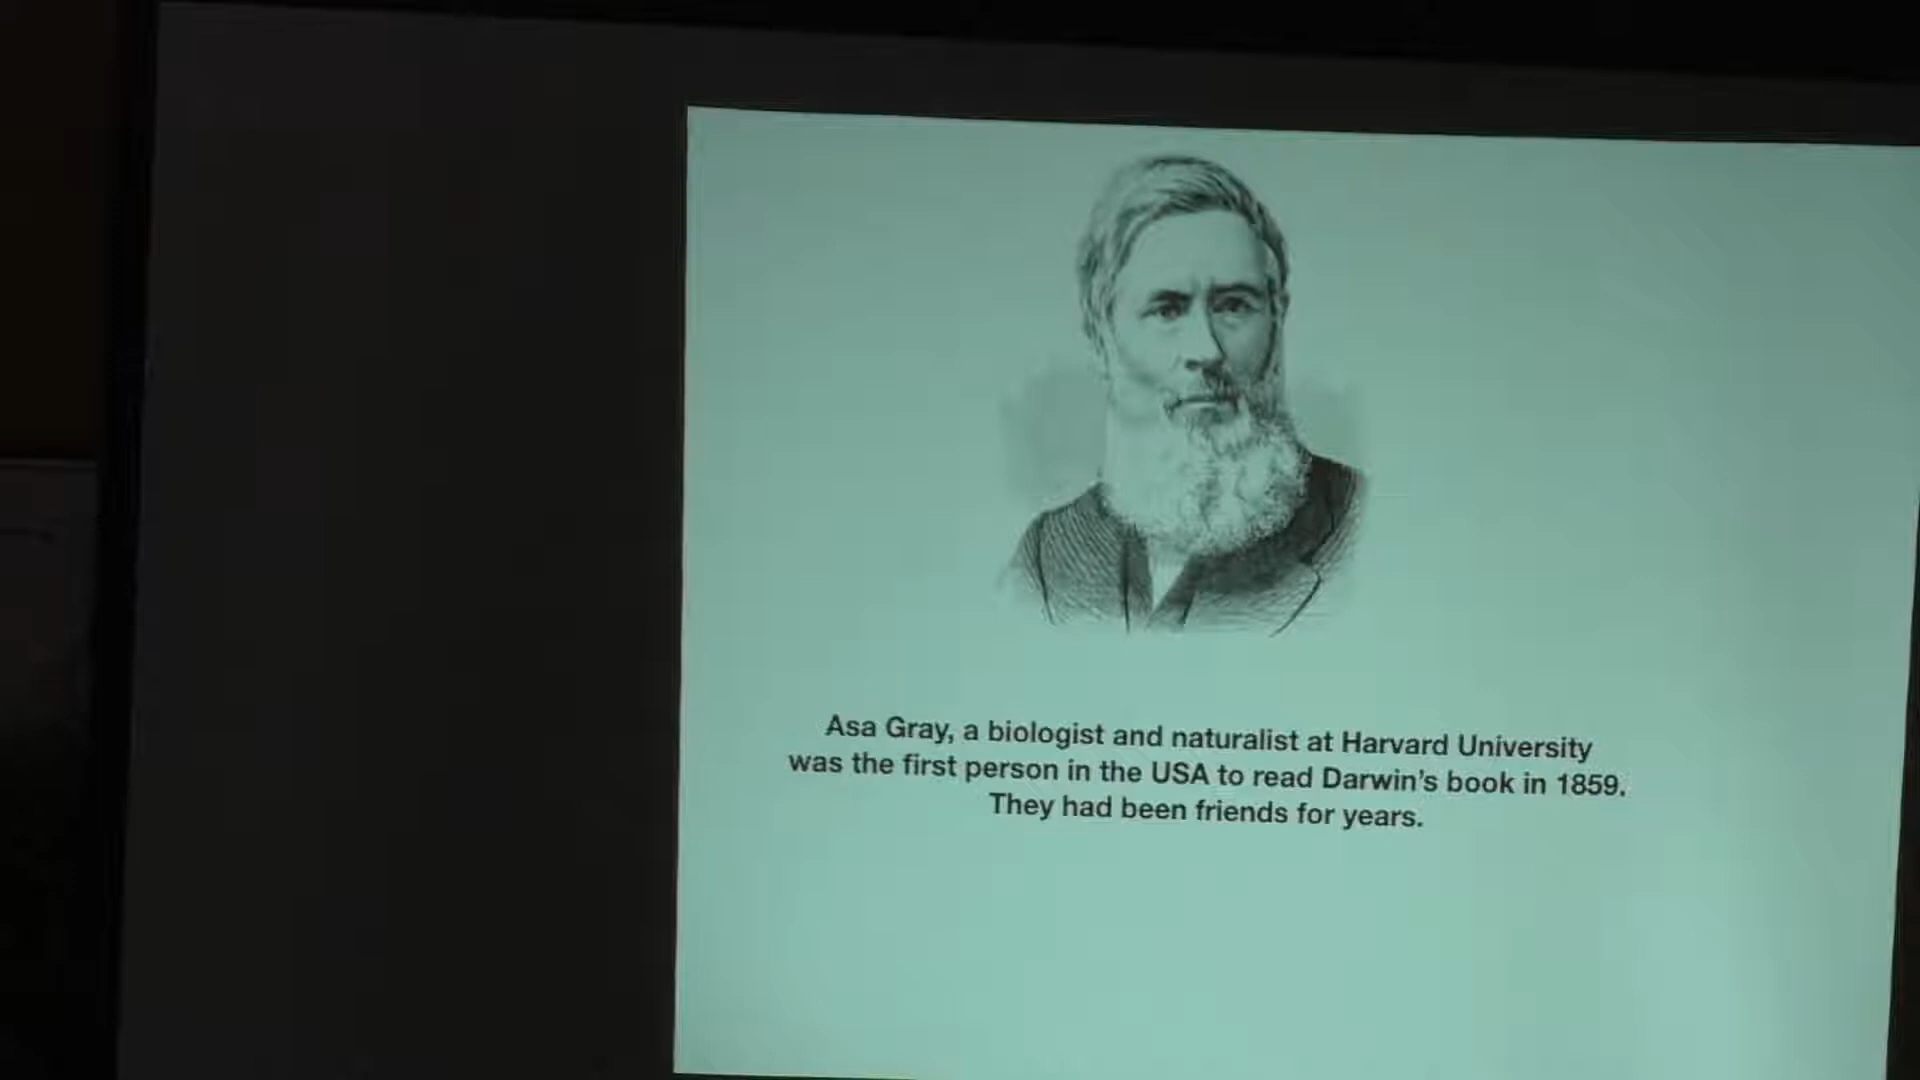 Asa Gray, a biologist and naturalist at Harvard University
was the first person in the USA to read Darwin's book in 1859.
They had been friends for years.